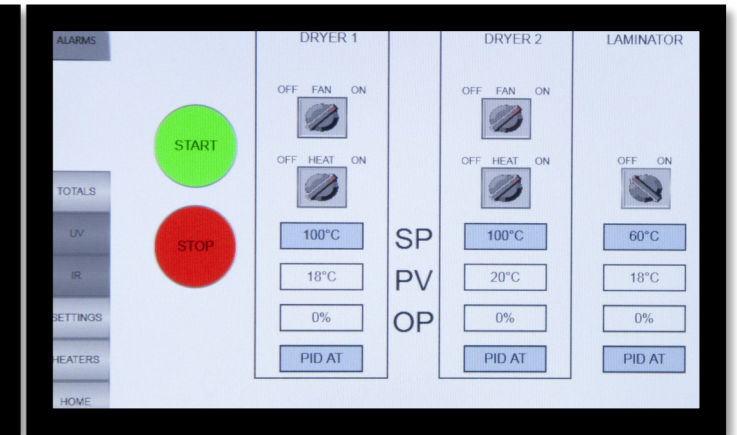 ALARMS
DRYER 1
DRYER 2
LAMINATOR
OFF FAN ON
OFF FAN ON
START
OFF HEAT ON
OFF HEAT ON
OFF ON
TOTALS
UV
STOP
100°C
SP
100°C
60°C
IR
18°C
PV
20°C
18°C
SETTINGS
0%
OP
0%
0%
HEATERS
PID AT
PID AT
PID AT
HOME